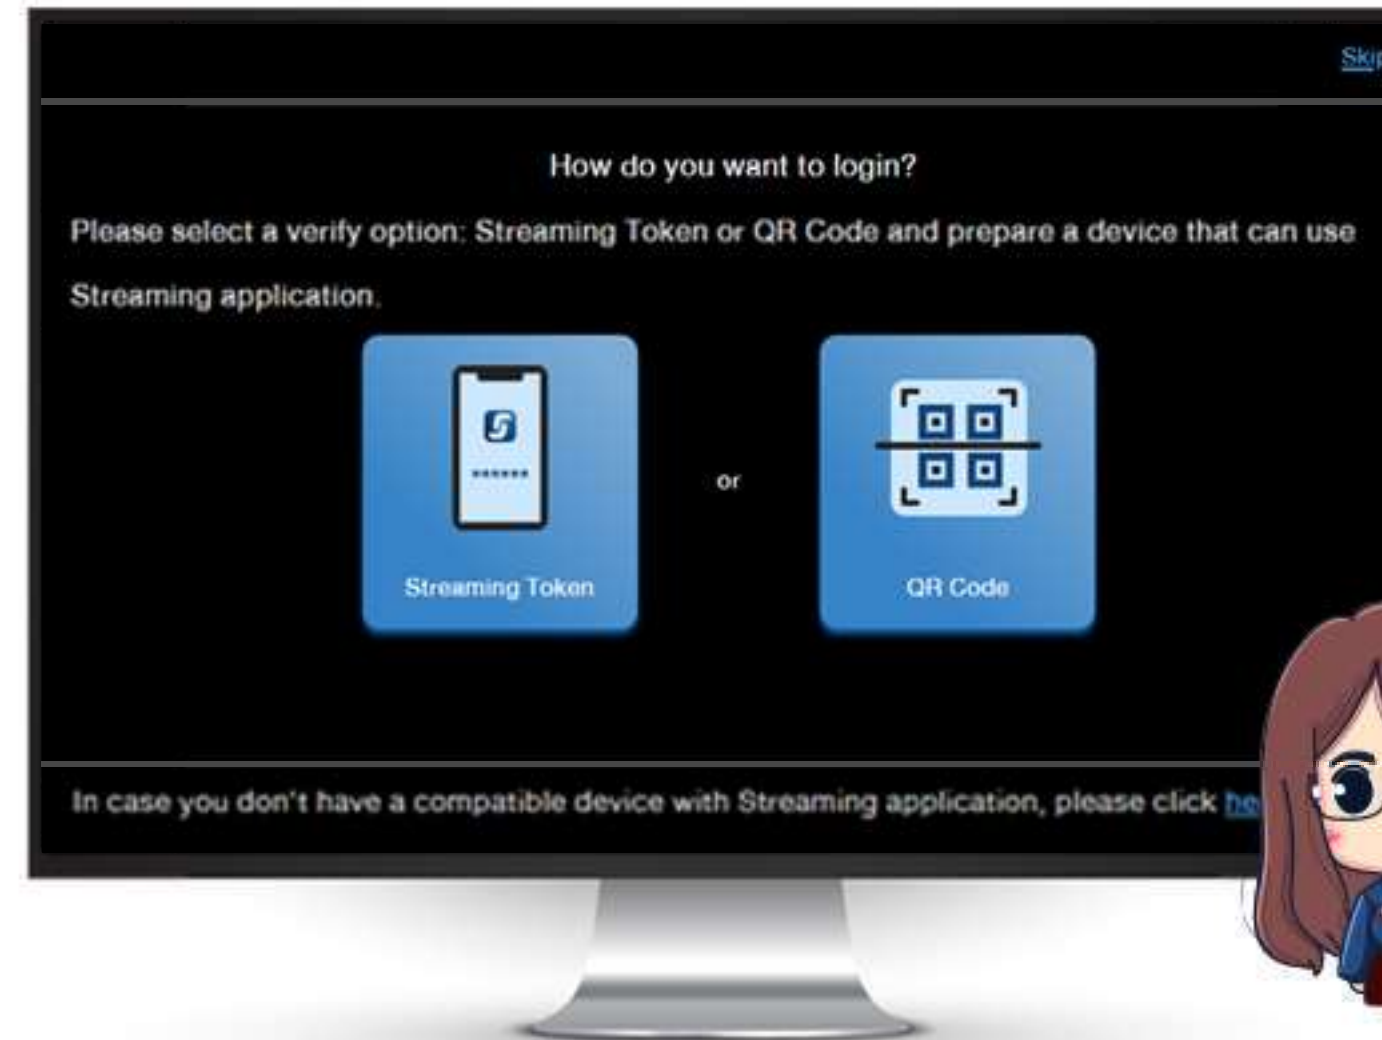 Skip
How do you want to login?
Please select a verify option: Streaming Token or QR Code and prepare a device that can use
Streaming application.
or
Streaming Token
QR Code
In case you don't have a compatible device with Streaming application, please click he